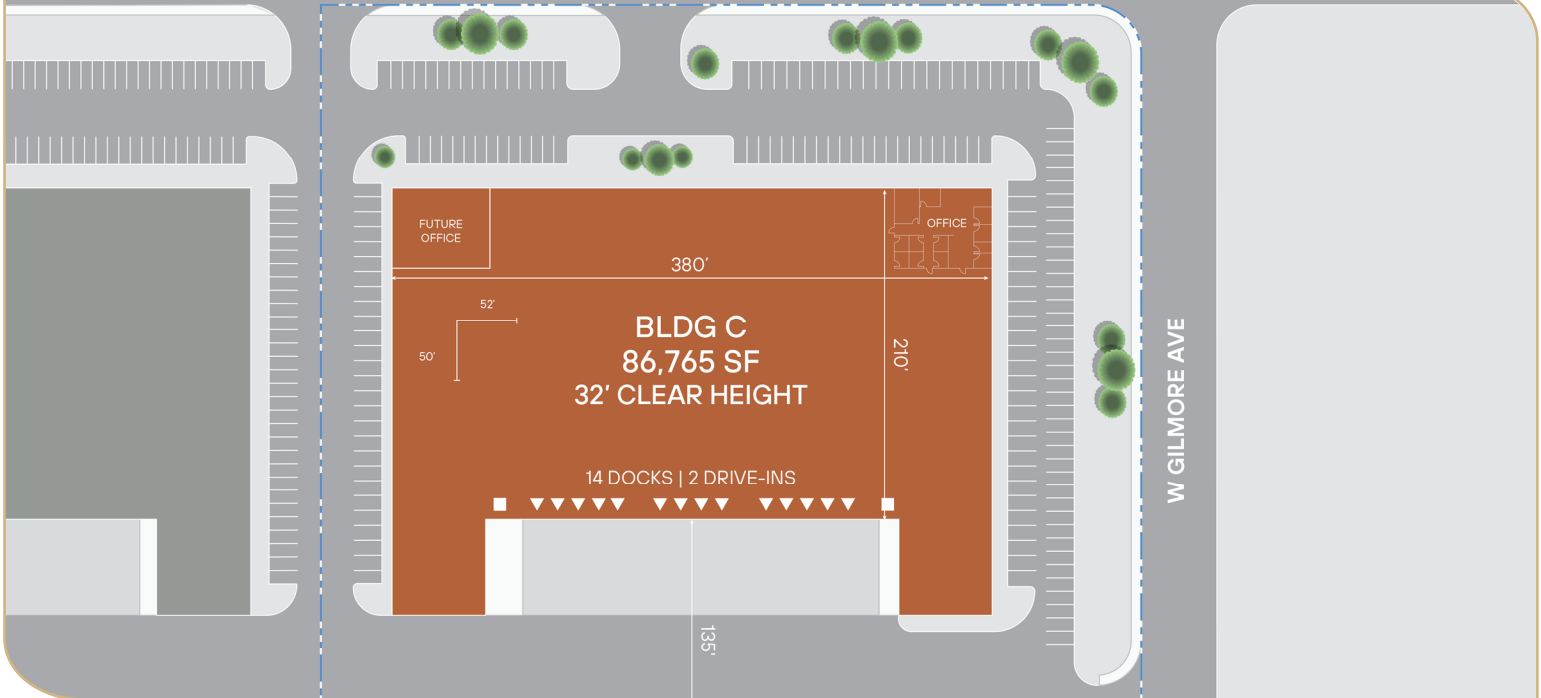 FUTURE
OFFICE
OFFICE
380'
52'
50'
BLDG C
86,765 SF
32' CLEAR HEIGHT
210'
14 DOCKS | 2 DRIVE-INS
135'
W GILMORE AVE